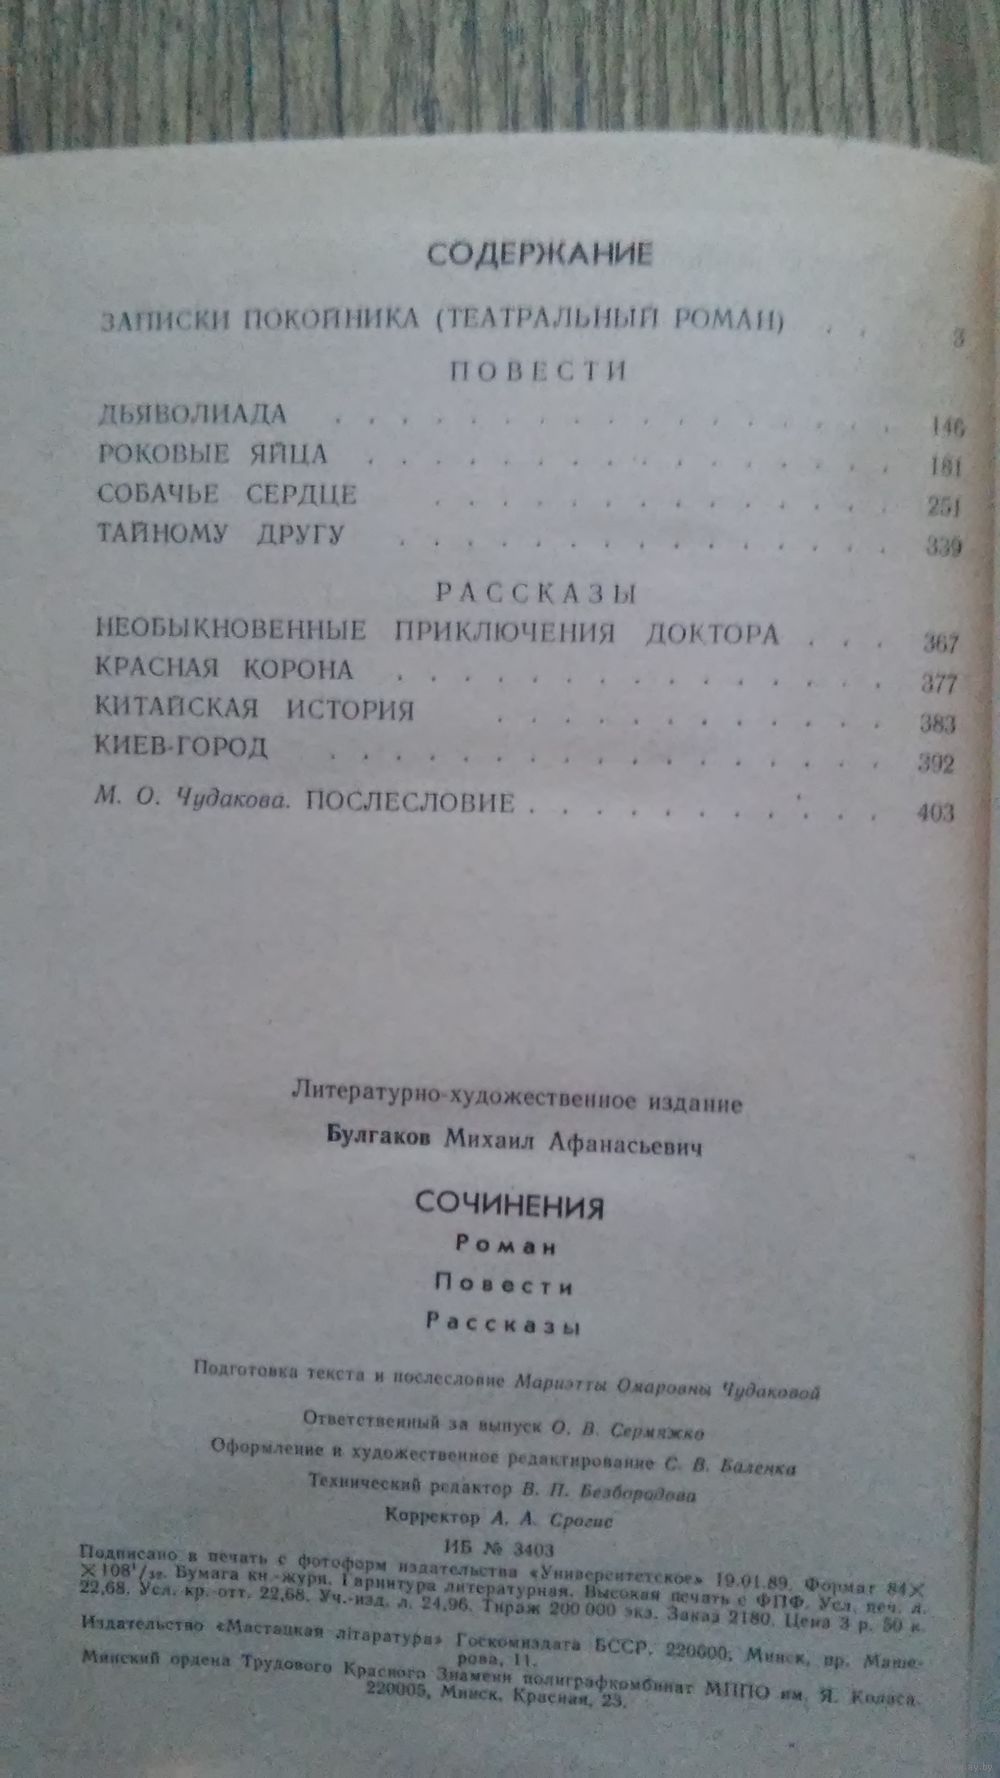 СОДЕРЖАНИЕ
ЗАПИСКИ ПОКОЙНИКА (ТЕАТРАЛЬНЫЙ РОМАН) . . 3
ПОВЕСТИ
ДЬЯВОЛИАДА . . . . . . . . . . . . . . . . . 146
РОКОВЫЕ ЯЙЦА . . . . . . . . . . . . . . . . 181
СОБАЧЬЕ СЕРДЦЕ . . . . . . . . . . . . . . 251
ТАЙНОМУ ДРУГУ . . . . . . . . . . . . . . . 339
РАССКАЗЫ
НЕОБЫКНОВЕННЫЕ ПРИКЛЮЧЕНИЯ ДОКТОРА . . . 367
КРАСНАЯ КОРОНА . . . . . . . . . . . . . . . 377
КИТАЙСКАЯ ИСТОРИЯ . . . . . . . . . . . . 383
КИЕВ-ГОРОД . . . . . . . . . . . . . . . . . 392
М. О. Чудакова. ПОСЛЕСЛОВИЕ . . . . . . . . . . . 403
Литературно-художественное издание
Булгаков Михаил Афанасьевич
СОЧИНЕНИЯ
Роман
Повести
Рассказы
Подготовка текста и послесловие Мариэтты Омаровны Чудаковой
Ответственный за выпуск О. В. Сермяжко
Оформление и художественное редактирование С. В. Баленка
Технический редактор В. П. Безбородова
Корректор А. А. Срогис
ИБ № 3403
Подписано в печать с фотоформ издательства «Университетское» 19.01.89. Формат 84×
×108¹/₃₂. Бумага кн.-журн. Гарнитура литературная. Высокая печать с ФПФ. Усл. печ. л.
22,68. Усл. кр.-отт. 22,68. Уч.-изд. л. 24,96. Тираж 200 000 экз. Заказ 2180. Цена 3 р. 50 к.
Издательство «Мастацкая літаратура» Госкомиздата БССР. 220600, Минск, пр. Маше-
рова, 11.
Минский ордена Трудового Красного Знамени полиграфкомбинат МППО им. Я. Коласа.
220005, Минск, Красная, 23.